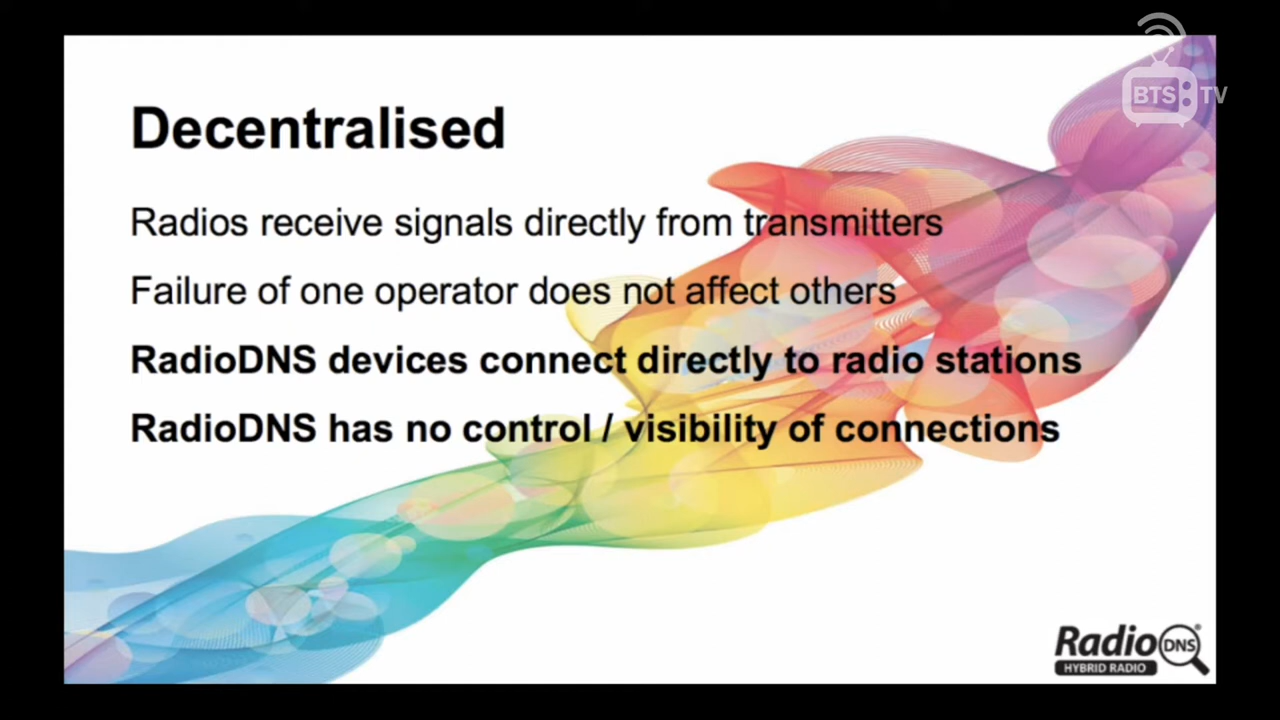 BTS TV
Decentralised
Radios receive signals directly from transmitters
Failure of one operator does not affect others
RadioDNS devices connect directly to radio stations
RadioDNS has no control / visibility of connections
Radio DNS ®
HYBRID RADIO